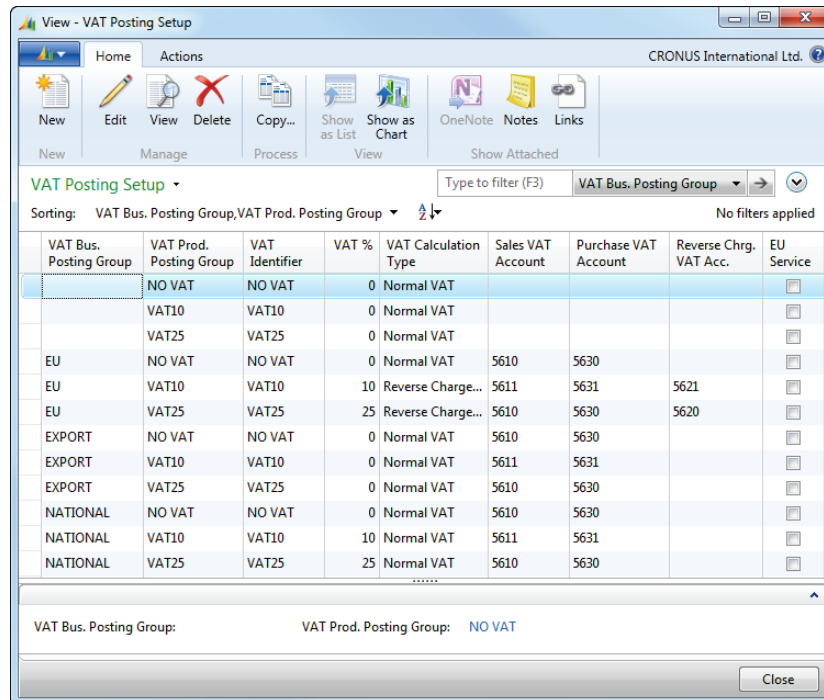 View - VAT Posting Setup
Home Actions CRONUS International Ltd.
New Edit View Delete Copy... Show as List Show as Chart OneNote Notes Links
New Manage Process View Show Attached
VAT Posting Setup Type to filter (F3) VAT Bus. Posting Group
Sorting: VAT Bus. Posting Group,VAT Prod. Posting Group No filters applied
VAT Bus. Posting Group VAT Prod. Posting Group VAT Identifier VAT % VAT Calculation Type Sales VAT Account Purchase VAT Account Reverse Chrg. VAT Acc. EU Service
NO VAT NO VAT 0 Normal VAT
VAT10 VAT10 0 Normal VAT
VAT25 VAT25 0 Normal VAT
EU NO VAT NO VAT 0 Normal VAT 5610 5630
EU VAT10 VAT10 10 Reverse Charge... 5611 5631 5621
EU VAT25 VAT25 25 Reverse Charge... 5610 5630 5620
EXPORT NO VAT NO VAT 0 Normal VAT 5610 5630
EXPORT VAT10 VAT10 0 Normal VAT 5611 5631
EXPORT VAT25 VAT25 0 Normal VAT 5610 5630
NATIONAL NO VAT NO VAT 0 Normal VAT 5610 5630
NATIONAL VAT10 VAT10 10 Normal VAT 5611 5631
NATIONAL VAT25 VAT25 25 Normal VAT 5610 5630
VAT Bus. Posting Group: VAT Prod. Posting Group: NO VAT
Close